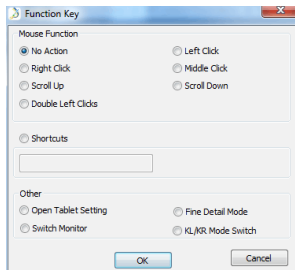 Function Key
Mouse Function
No Action
Left Click
Right Click
Middle Click
Scroll Up
Scroll Down
Double Left Clicks
Shortcuts
Other
Open Tablet Setting
Fine Detail Mode
Switch Monitor
KL/KR Mode Switch
OK
Cancel